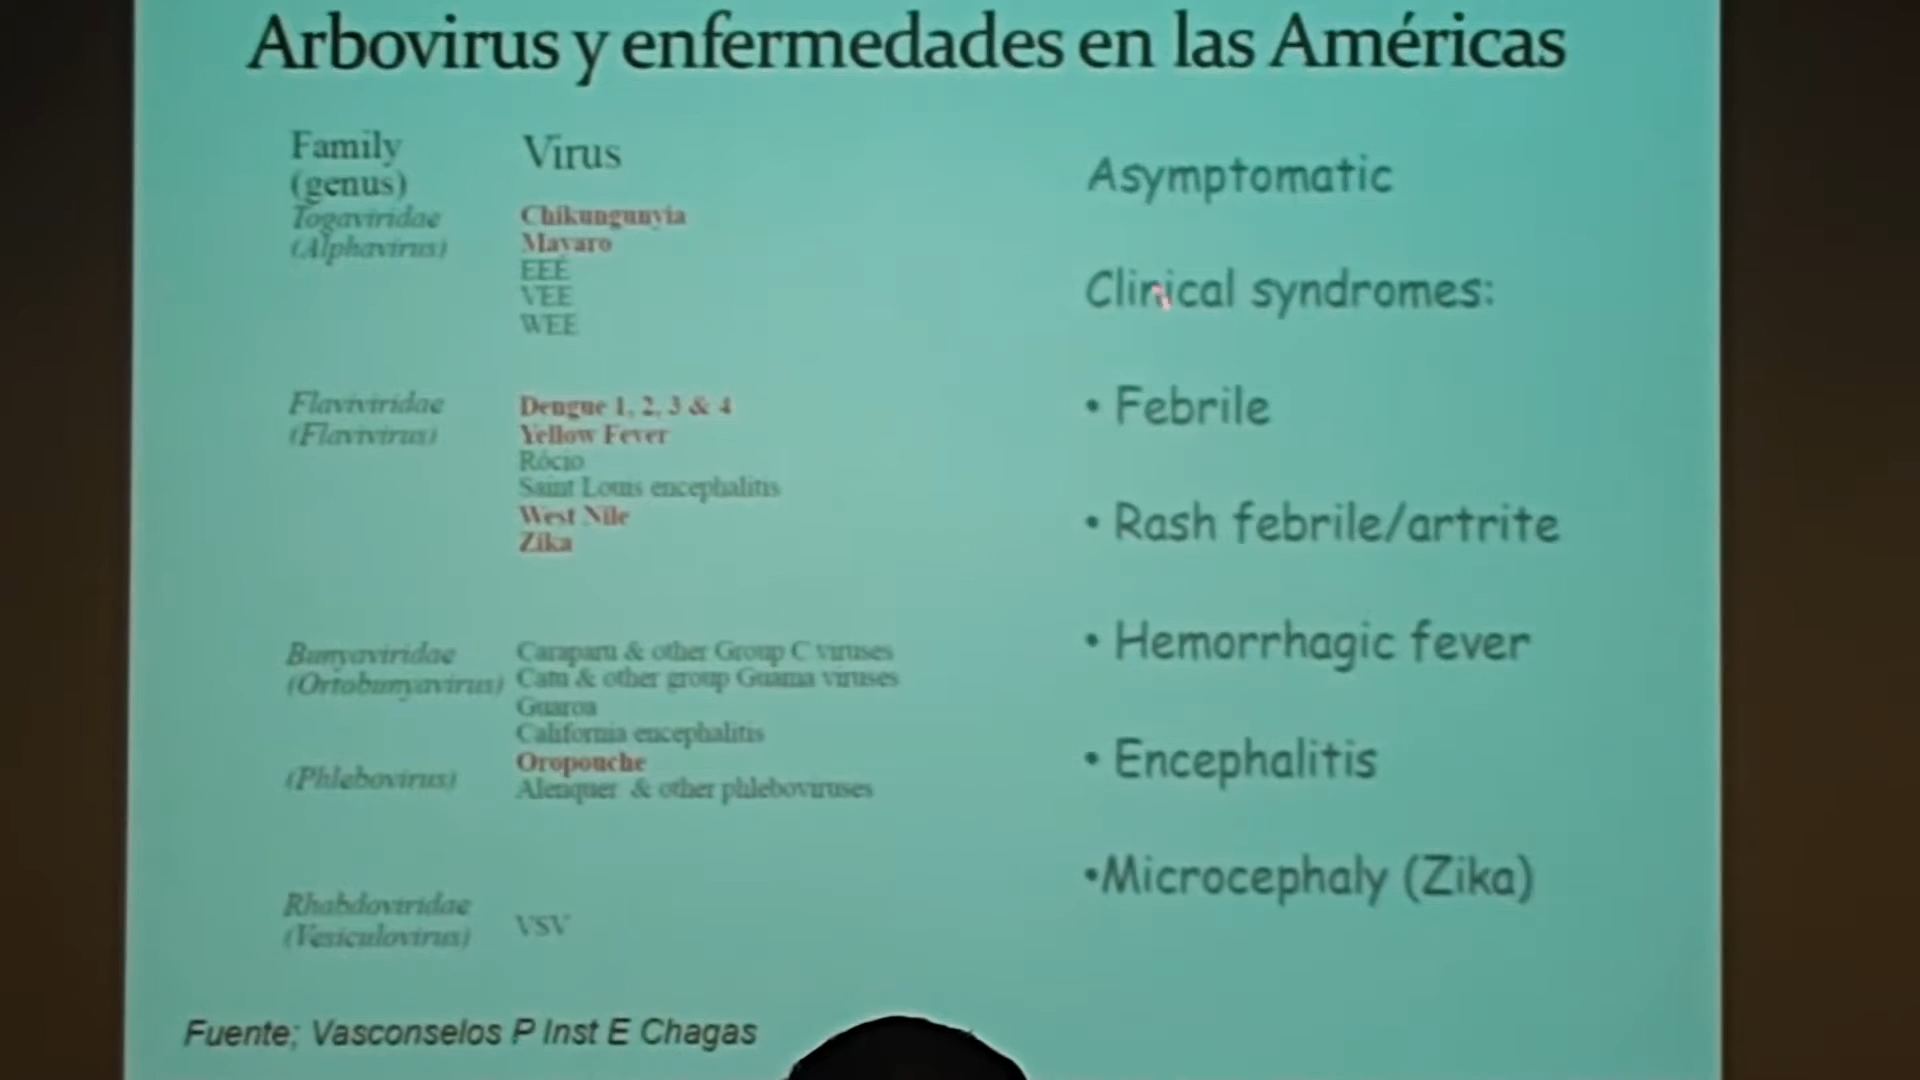 Arbovirus y enfermedades en las Américas
Family
(genus)
Virus
Togaviridae
(Alphavirus)
Chikungunyia
Mayaro
EEE
VEE
WEE
Flaviviridae
(Flavivirus)
Dengue 1, 2, 3 & 4
Yellow Fever
Rócio
Saint Louis encephalitis
West Nile
Zika
Bunyaviridae
(Ortobunyavirus)
Caraparu & other Group C viruses
Catu & other group Guama viruses
Guaroa
California encephalitis
Oropouche
(Phlebovirus)
Alenquer & other phleboviruses
Rhabdoviridae
(Vesiculovirus)
VSV
Asymptomatic
Clinical syndromes:
• Febrile
• Rash febrile/artrite
• Hemorrhagic fever
• Encephalitis
•Microcephaly (Zika)
Fuente; Vasconselos P Inst E Chagas